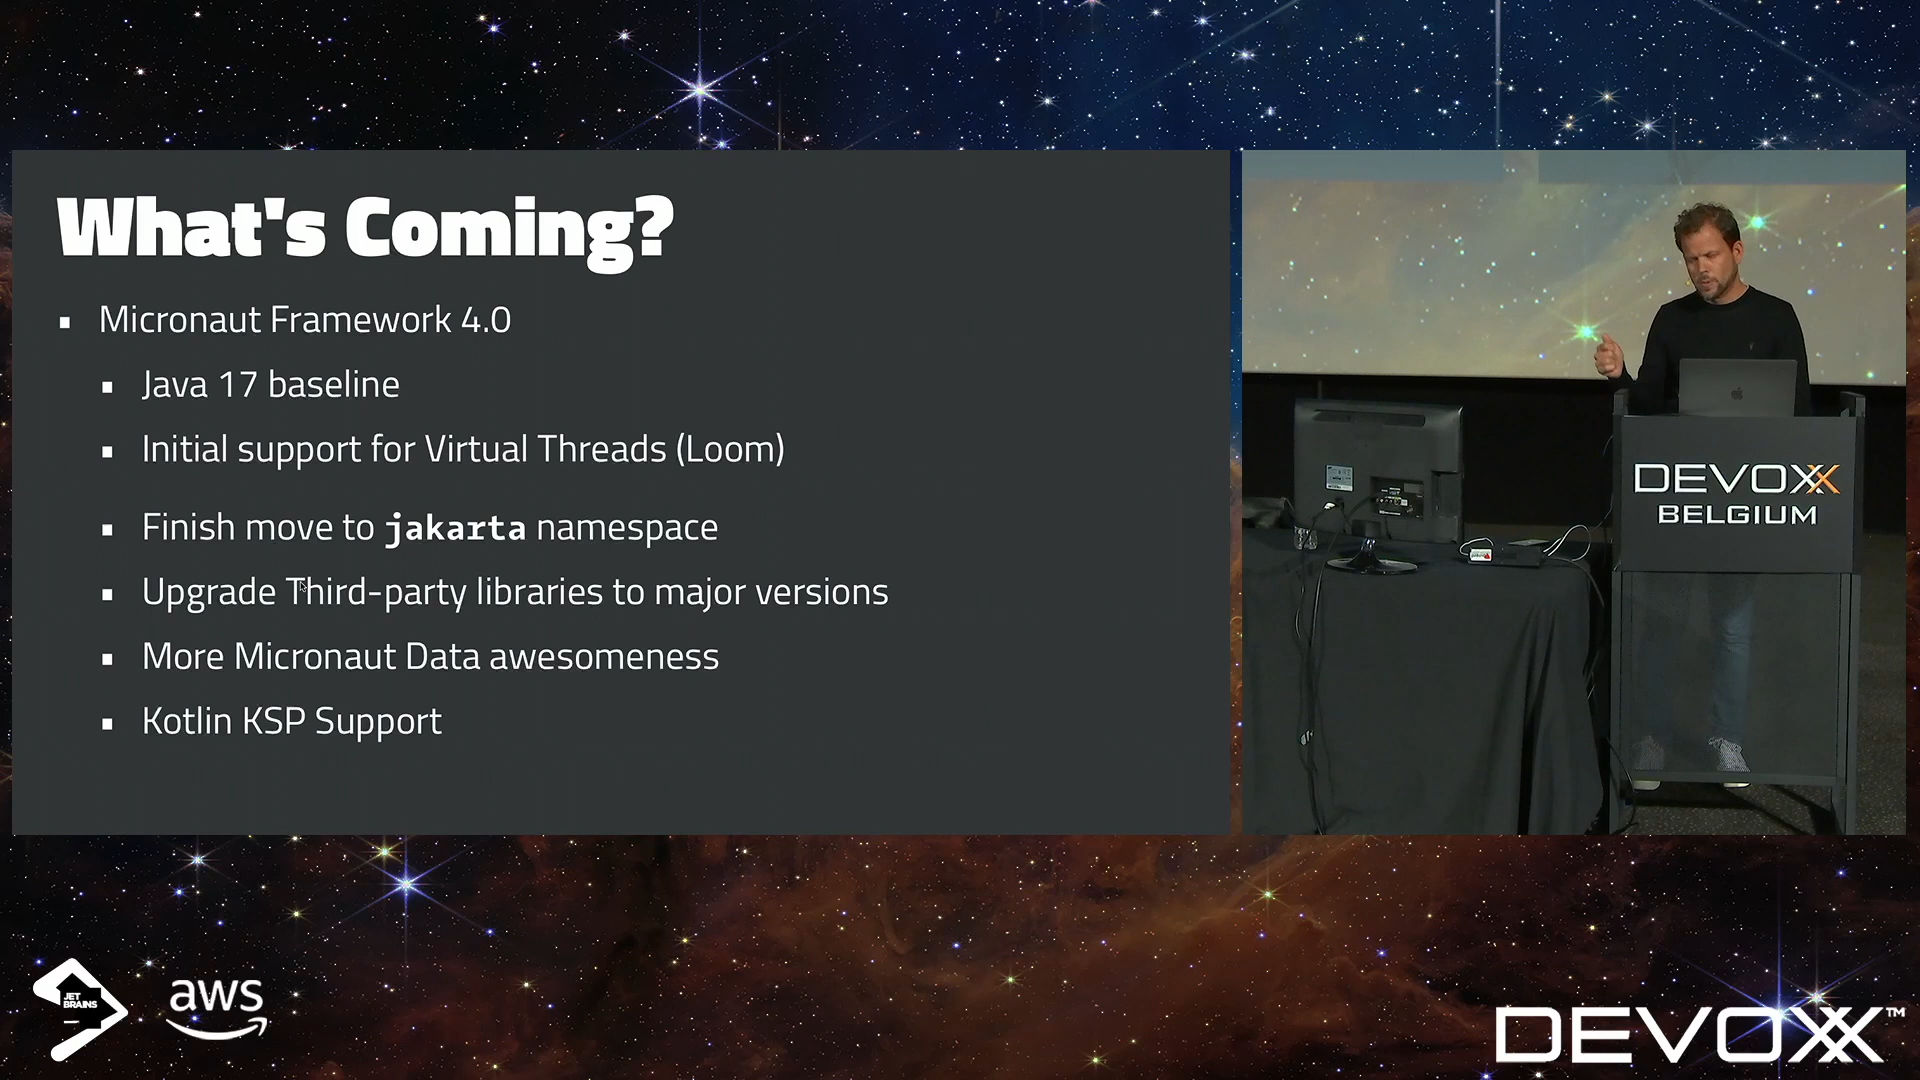 What's Coming?
Micronaut Framework 4.0
Java 17 baseline
Initial support for Virtual Threads (Loom)
Finish move to jakarta namespace
Upgrade Third-party libraries to major versions
More Micronaut Data awesomeness
Kotlin KSP Support
DEVOXX
BELGIUM
JET
BRAINS
aws
DEVOXX™